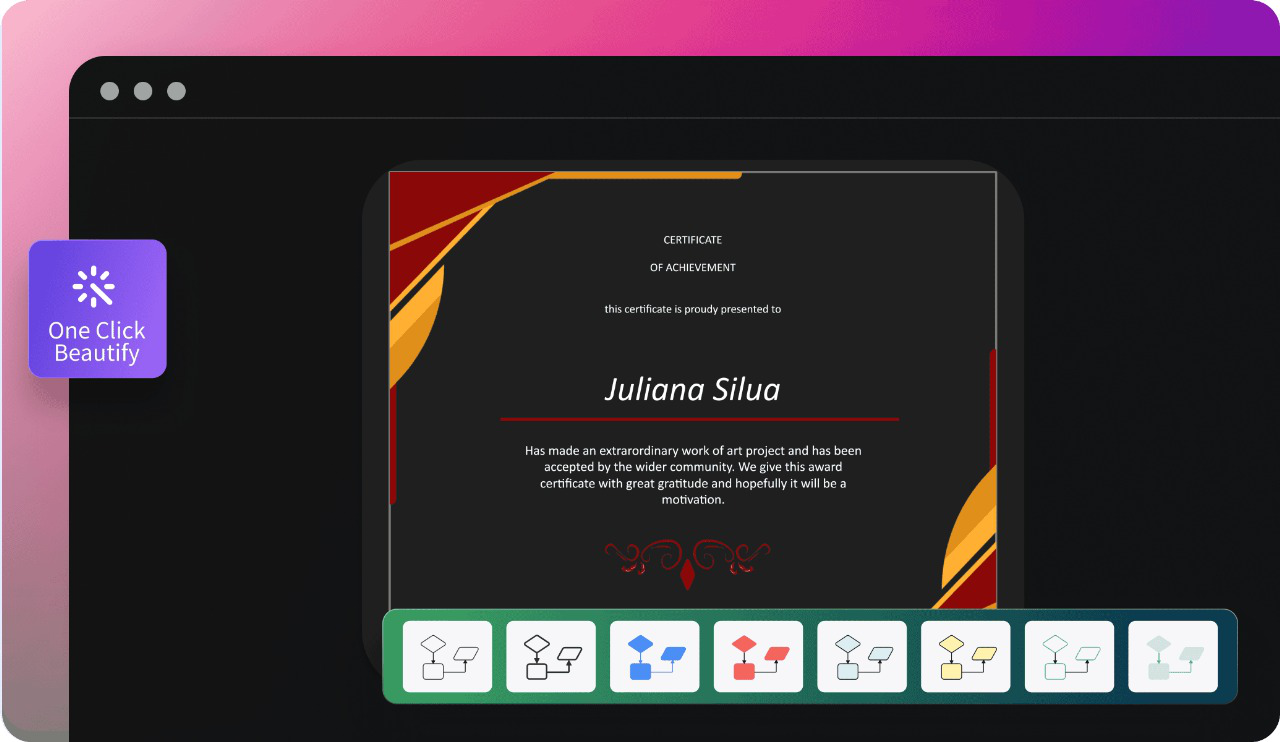 One Click
Beautify
CERTIFICATE
OF ACHIEVEMENT
this certificate is proudy presented to
Juliana Silua
Has made an extrarordinary work of art project and has been
accepted by the wider community. We give this award
certificate with great gratitude and hopefully it will be a
motivation.